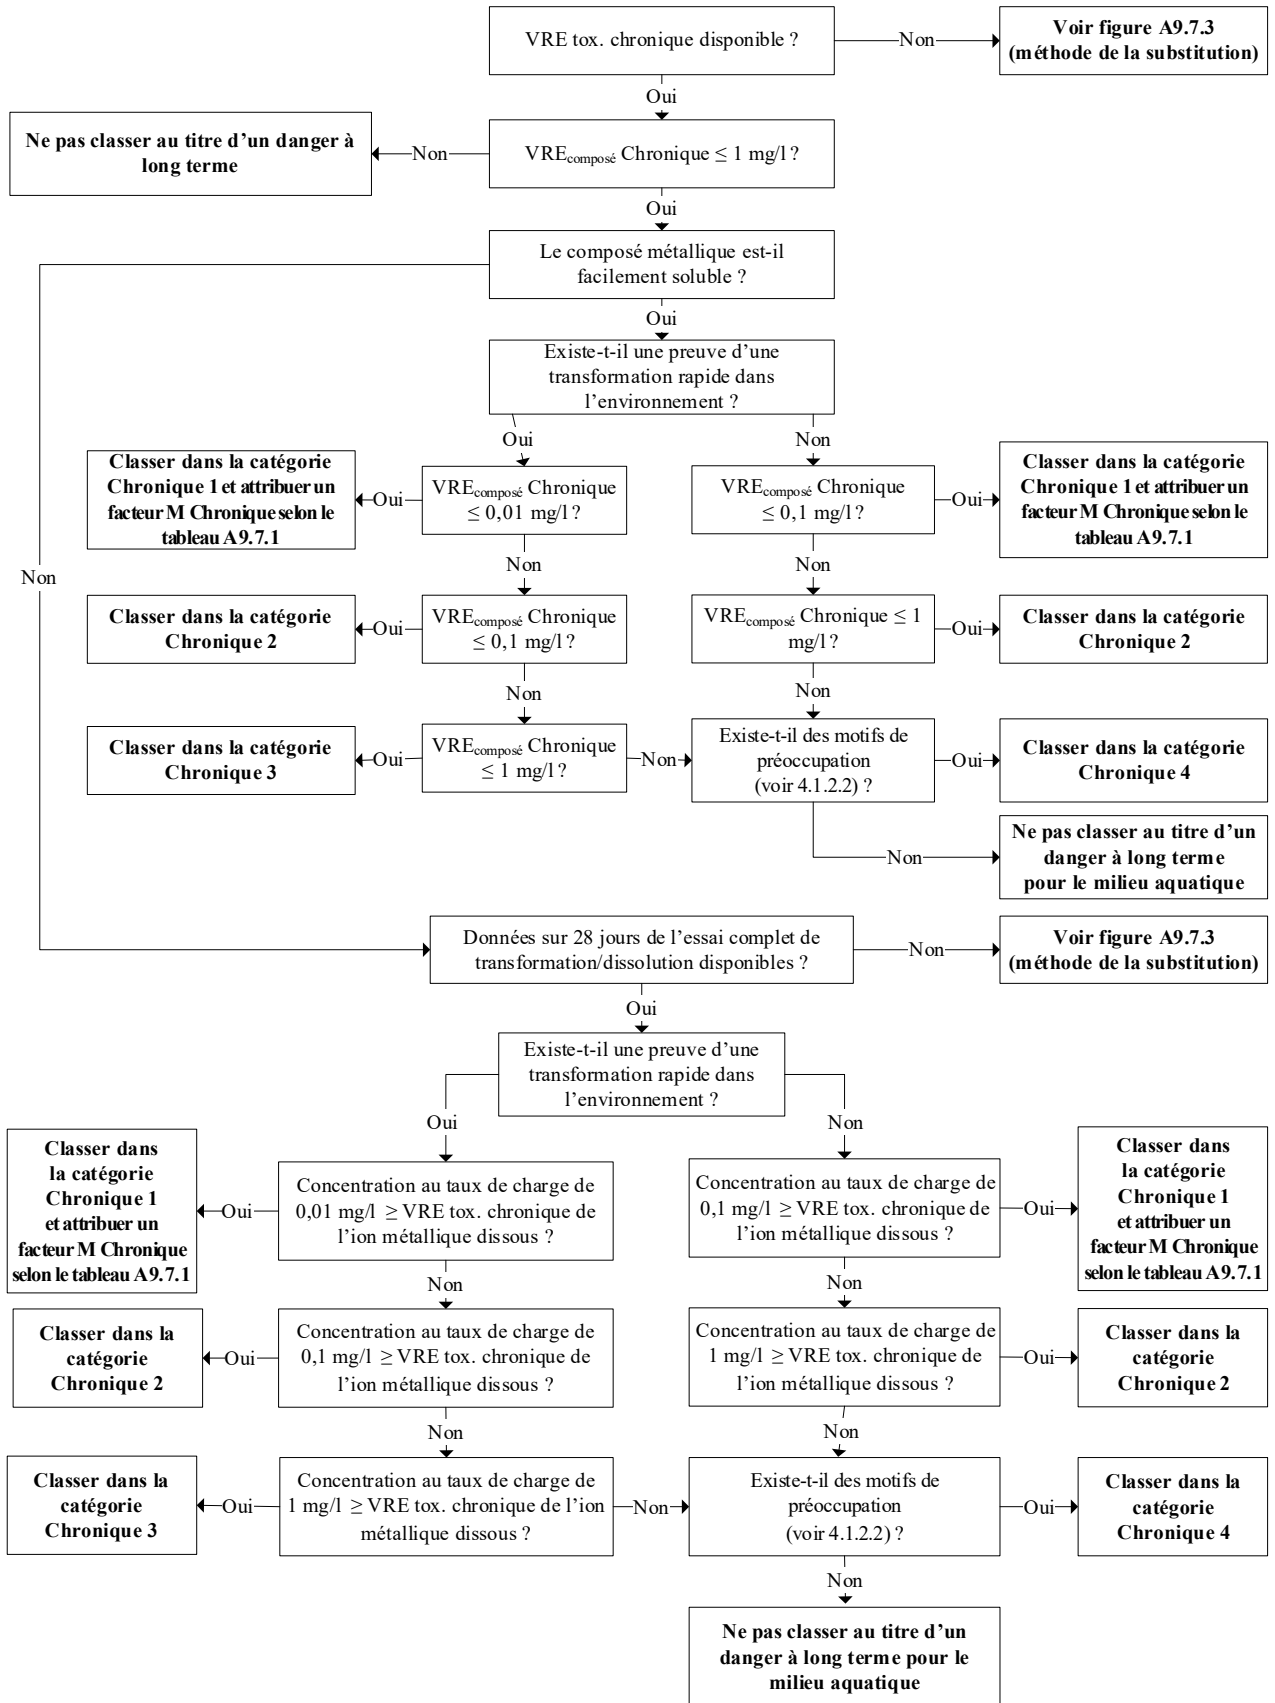 VRE tox. chronique disponible ?
Non
Voir figure A9.7.3
(méthode de la substitution)
Oui
Ne pas classer au titre d’un danger à
long terme
Non
VREcomposé Chronique ≤ 1 mg/l ?
Oui
Le composé métallique est-il
facilement soluble ?
Oui
Existe-t-il une preuve d’une
transformation rapide dans
l’environnement ?
Oui
Non
Classer dans la catégorie
Chronique 1 et attribuer un
facteur M Chronique selon le
tableau A9.7.1
Oui
VREcomposé Chronique
≤ 0,01 mg/l ?
VREcomposé Chronique
≤ 0,1 mg/l ?
Oui
Classer dans la catégorie
Chronique 1 et attribuer un
facteur M Chronique selon le
tableau A9.7.1
Non
Non
Non
Classer dans la catégorie
Chronique 2
Oui
VREcomposé Chronique
≤ 0,1 mg/l ?
VREcomposé Chronique ≤ 1
mg/l ?
Oui
Classer dans la catégorie
Chronique 2
Non
Non
Classer dans la catégorie
Chronique 3
Oui
VREcomposé Chronique
≤ 1 mg/l ?
Non
Existe-t-il des motifs de
préoccupation
(voir 4.1.2.2) ?
Oui
Classer dans la catégorie
Chronique 4
Non
Ne pas classer au titre d’un
danger à long terme
pour le milieu aquatique
Données sur 28 jours de l’essai complet de
transformation/dissolution disponibles ?
Non
Voir figure A9.7.3
(méthode de la substitution)
Oui
Existe-t-il une preuve d’une
transformation rapide dans
l’environnement ?
Oui
Non
Classer dans
la catégorie
Chronique 1
et attribuer un
facteur M Chronique
selon le tableau A9.7.1
Oui
Concentration au taux de charge de
0,01 mg/l ≥ VRE tox. chronique de
l’ion métallique dissous ?
Concentration au taux de charge de
0,1 mg/l ≥ VRE tox. chronique de
l’ion métallique dissous ?
Oui
Classer dans
la catégorie
Chronique 1
et attribuer un
facteur M Chronique
selon le tableau A9.7.1
Non
Non
Classer dans la
catégorie
Chronique 2
Oui
Concentration au taux de charge de
0,1 mg/l ≥ VRE tox. chronique de
l’ion métallique dissous ?
Concentration au taux de charge de
1 mg/l ≥ VRE tox. chronique de
l’ion métallique dissous ?
Oui
Classer dans la
catégorie
Chronique 2
Non
Non
Classer dans la
catégorie
Chronique 3
Oui
Concentration au taux de charge de
1 mg/l ≥ VRE tox. chronique de l’ion
métallique dissous ?
Non
Existe-t-il des motifs de
préoccupation
(voir 4.1.2.2) ?
Oui
Classer dans la
catégorie
Chronique 4
Non
Ne pas classer au titre d’un
danger à long terme pour le
milieu aquatique